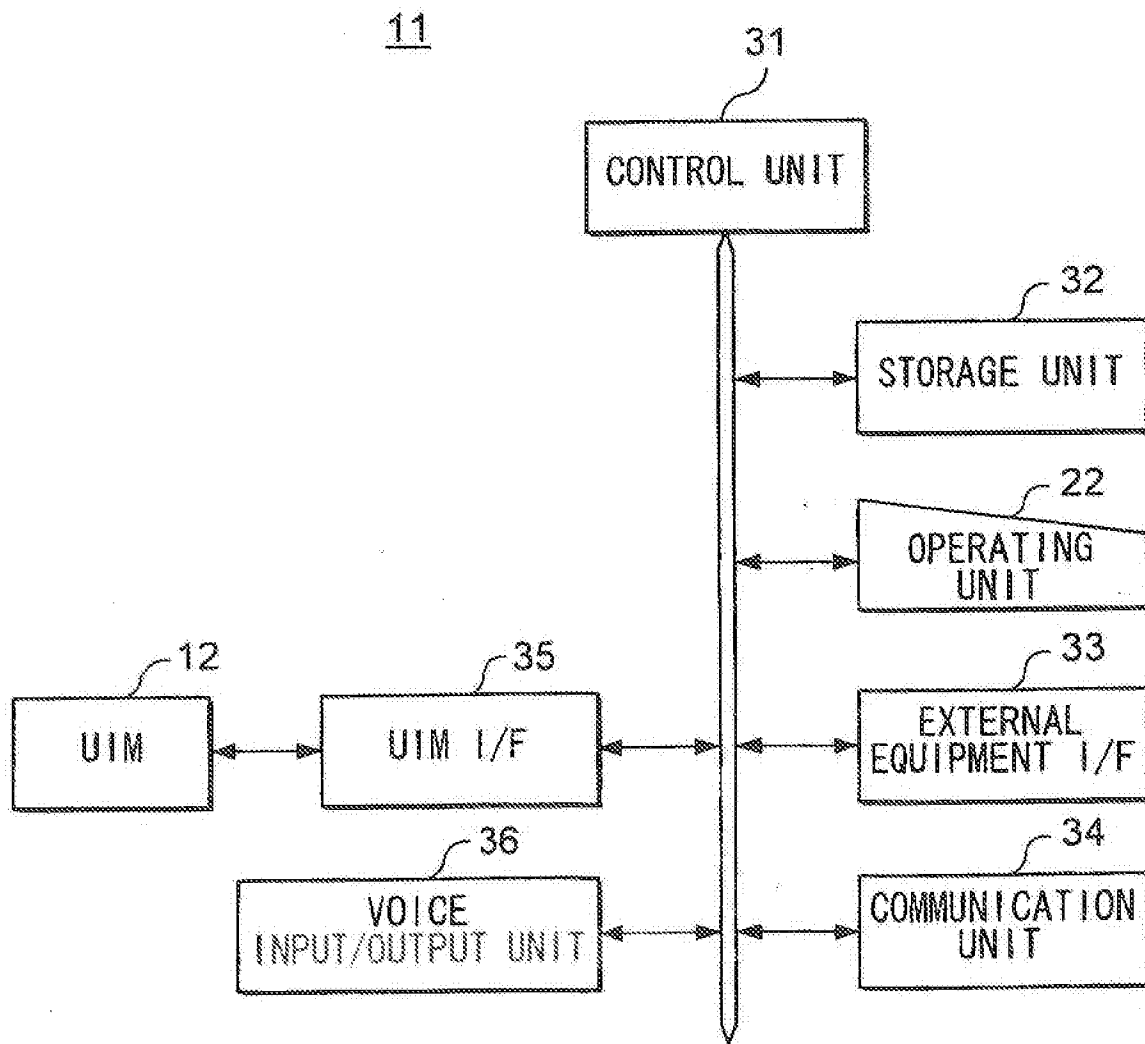 11
31
CONTROL UNIT
32
STORAGE UNIT
22
OPERATING
UNIT
12
UIM
35
UIM I/F
33
EXTERNAL
EQUIPMENT I/F
36
VOICE
INPUT/OUTPUT UNIT
34
COMMUNICATION
UNIT